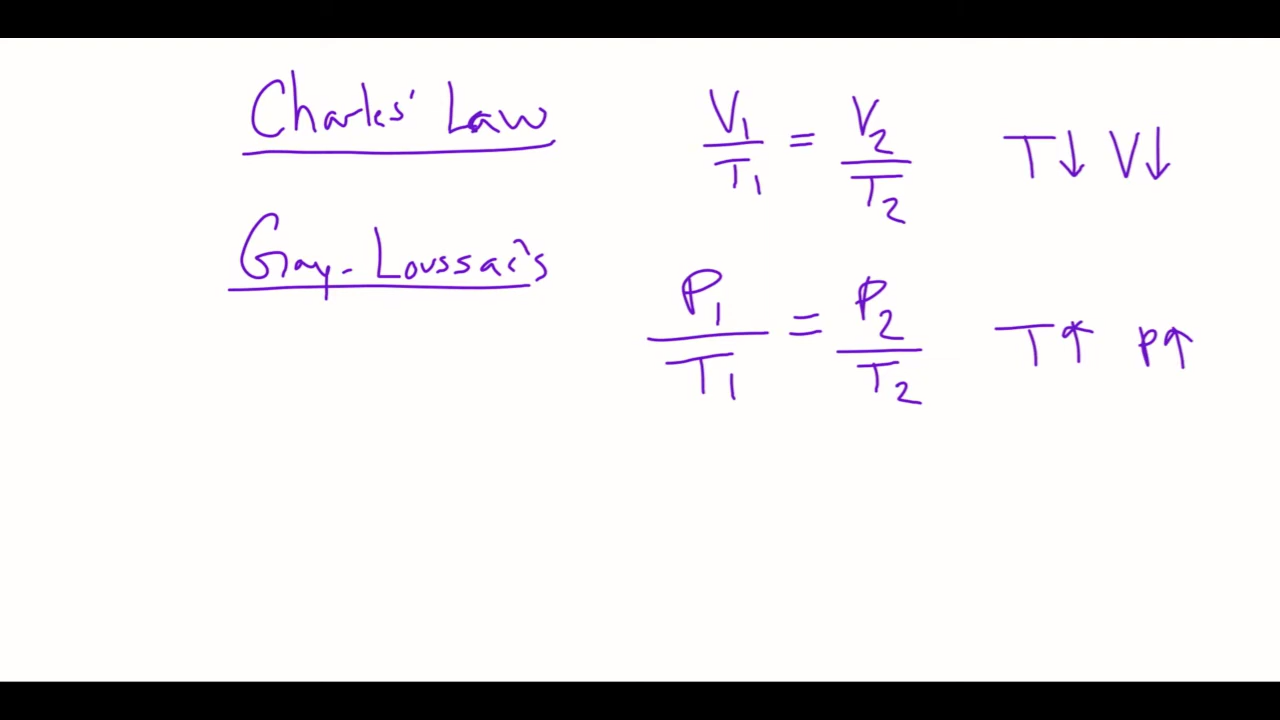 Charles' Law V₁/T₁ = V₂/T₂ T↓ V↓
Gay-Loussac's
P₁/T₁ = P₂/T₂ T↑ P↑